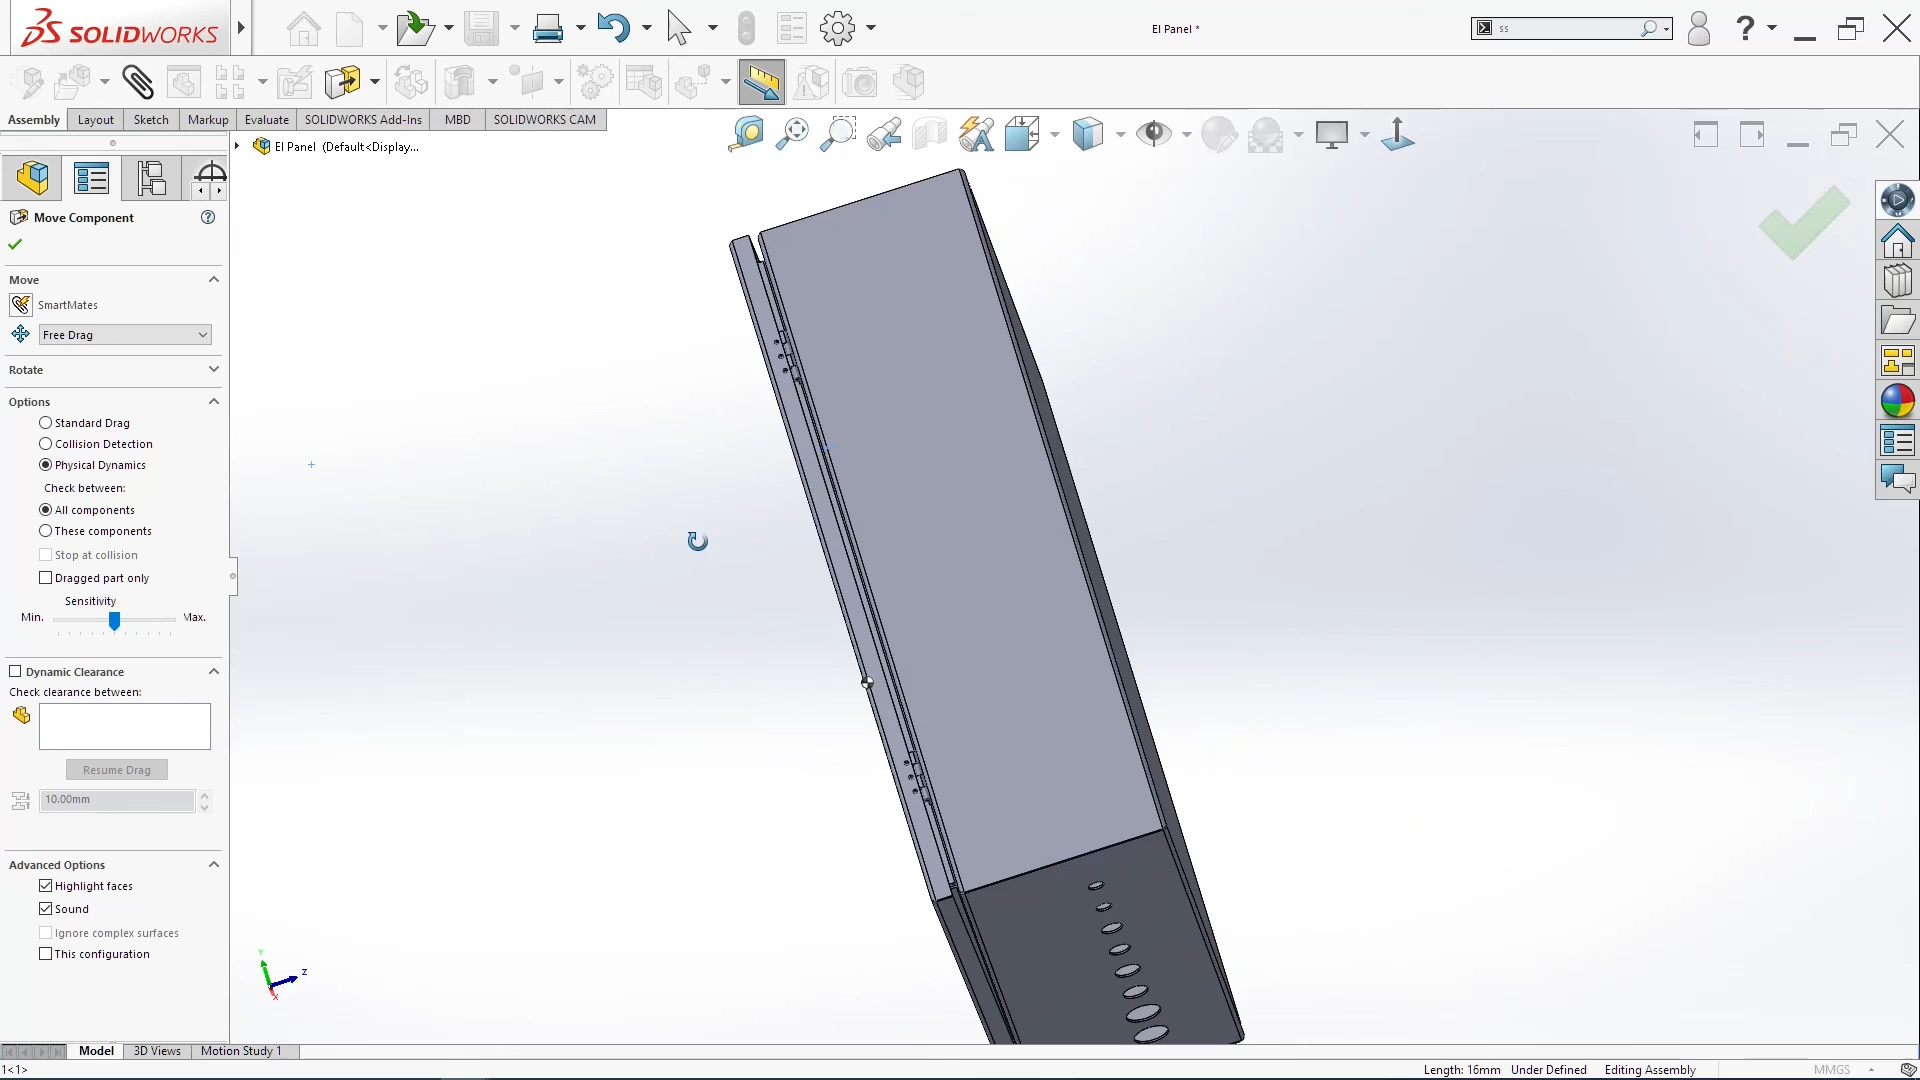 SOLIDWORKS
El Panel *
ss
Assembly Layout Sketch Markup Evaluate SOLIDWORKS Add-Ins MBD SOLIDWORKS CAM
El Panel (Default<Display...
Move Component
Move
SmartMates
Free Drag
Rotate
Options
Standard Drag
Collision Detection
Physical Dynamics
Check between:
All components
These components
Stop at collision
Dragged part only
Sensitivity
Min. Max.
Dynamic Clearance
Check clearance between:
Resume Drag
10.00mm
Advanced Options
Highlight faces
Sound
Ignore complex surfaces
This configuration
Y
Z
X
Model 3D Views Motion Study 1
1<1> Length: 16mm Under Defined Editing Assembly MMGS